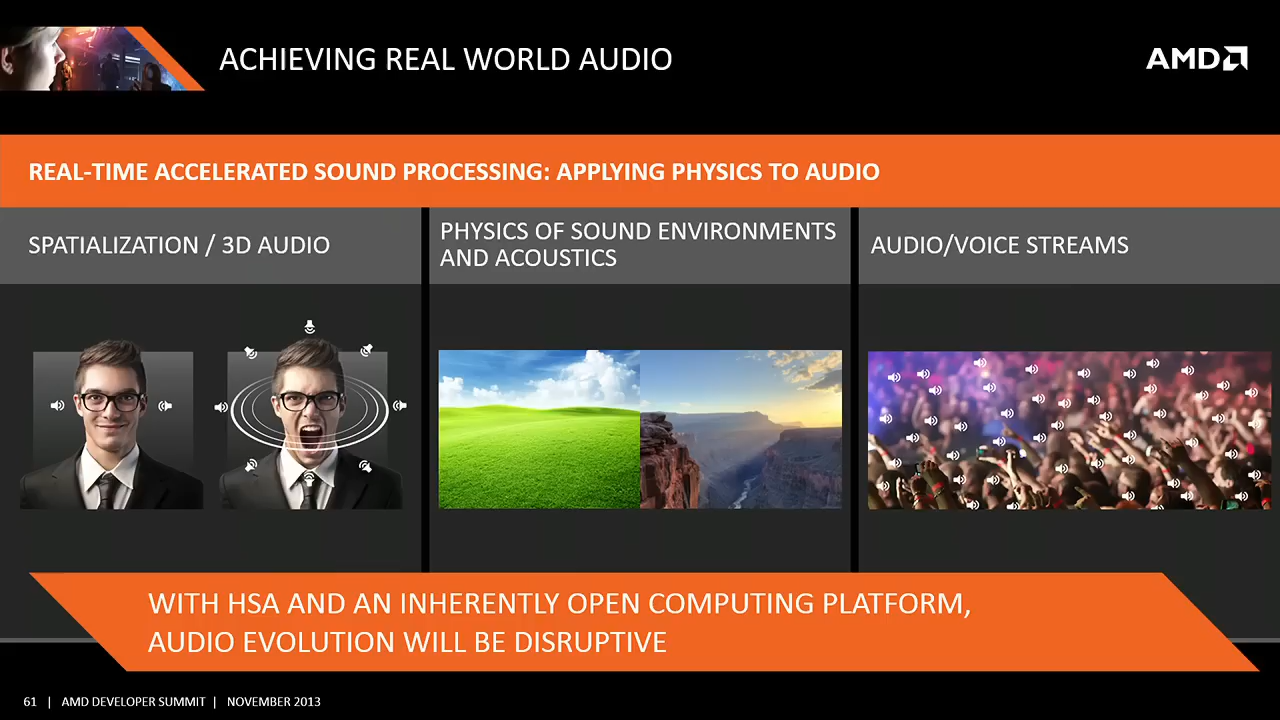 ACHIEVING REAL WORLD AUDIO
AMD
REAL-TIME ACCELERATED SOUND PROCESSING: APPLYING PHYSICS TO AUDIO
SPATIALIZATION / 3D AUDIO
PHYSICS OF SOUND ENVIRONMENTS
AND ACOUSTICS
AUDIO/VOICE STREAMS
WITH HSA AND AN INHERENTLY OPEN COMPUTING PLATFORM,
AUDIO EVOLUTION WILL BE DISRUPTIVE
61 | AMD DEVELOPER SUMMIT | NOVEMBER 2013